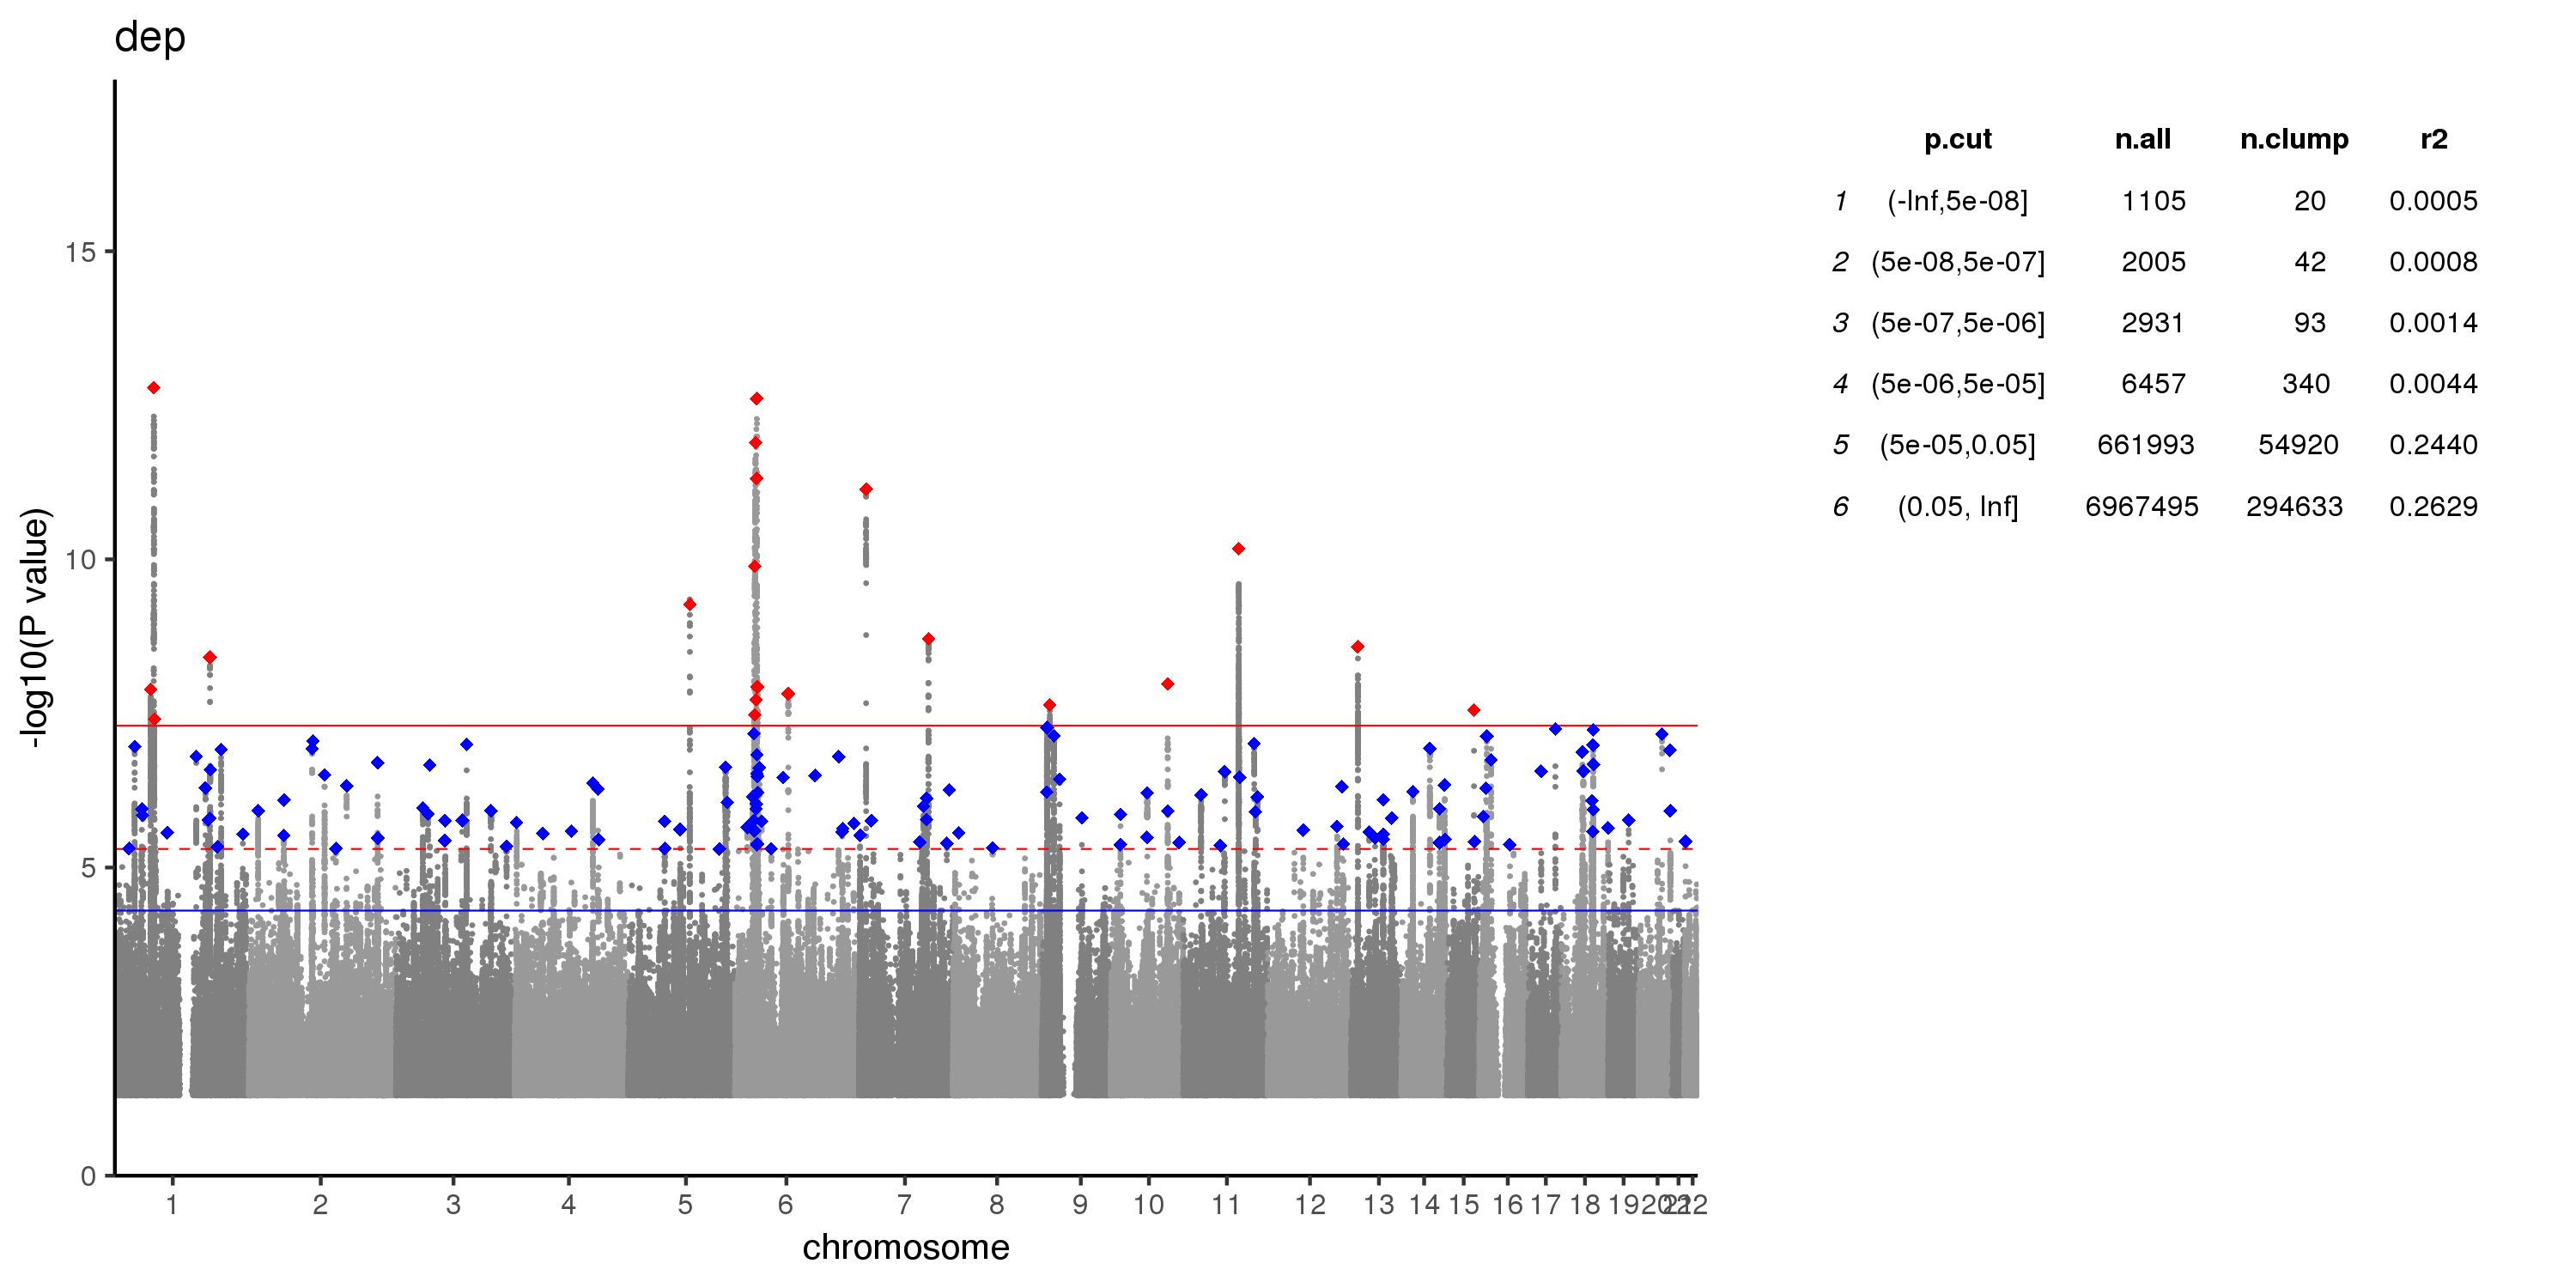 dep
p.cut n.all n.clump r2
1 (-Inf,5e-08] 1105 20 0.0005
2 (5e-08,5e-07] 2005 42 0.0008
3 (5e-07,5e-06] 2931 93 0.0014
4 (5e-06,5e-05] 6457 340 0.0044
5 (5e-05,0.05] 661993 54920 0.2440
6 (0.05, Inf] 6967495 294633 0.2629
-log10(P value)
15
10
5
0
1 2 3 4 5 6 7 8 9 10 11 12 13 14 15 16 17 18 19 20 21 22
chromosome